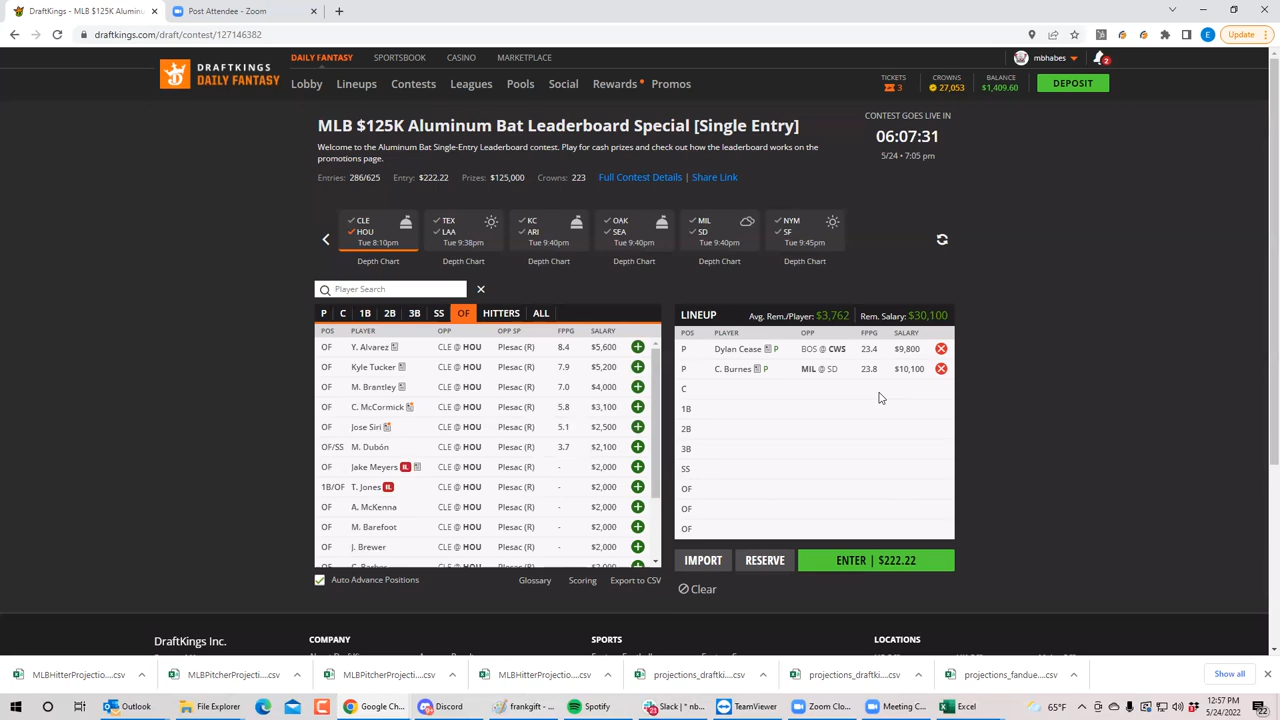 DraftKings - MLB $125K Aluminum
Post Attendee - Zoom
draftkings.com/draft/contest/127146382
E
Update
DAILY FANTASY SPORTSBOOK CASINO MARKETPLACE
mbhabes
2
DRAFTKINGS
DAILY FANTASY
Lobby Lineups Contests Leagues Pools Social Rewards Promos
TICKETS
3
CROWNS
27,053
BALANCE
$1,409.60
DEPOSIT
MLB $125K Aluminum Bat Leaderboard Special [Single Entry]
Welcome to the Aluminum Bat Single-Entry Leaderboard contest. Play for cash prizes and check out how the leaderboard works on the
promotions page.
Entries: 286/625 Entry: $222.22 Prizes: $125,000 Crowns: 223 Full Contest Details | Share Link
CONTEST GOES LIVE IN
06:07:31
5/24 • 7:05 pm
CLE
HOU
Tue 8:10pm
Depth Chart
TEX
LAA
Tue 9:38pm
Depth Chart
KC
ARI
Tue 9:40pm
Depth Chart
OAK
SEA
Tue 9:40pm
Depth Chart
MIL
SD
Tue 9:40pm
Depth Chart
NYM
SF
Tue 9:45pm
Depth Chart
Player Search
P C 1B 2B 3B SS OF HITTERS ALL
POS PLAYER OPP OPP SP FPPG SALARY
OF Y. Alvarez CLE @ HOU Plesac (R) 8.4 $5,600
OF Kyle Tucker CLE @ HOU Plesac (R) 7.9 $5,200
OF M. Brantley CLE @ HOU Plesac (R) 7.0 $4,000
OF C. McCormick CLE @ HOU Plesac (R) 5.8 $3,100
OF Jose Siri CLE @ HOU Plesac (R) 5.1 $2,500
OF/SS M. Dubón CLE @ HOU Plesac (R) 3.7 $2,100
OF Jake Meyers IL CLE @ HOU Plesac (R) - $2,000
1B/OF T. Jones IL CLE @ HOU Plesac (R) - $2,000
OF A. McKenna CLE @ HOU Plesac (R) - $2,000
OF M. Barefoot CLE @ HOU Plesac (R) - $2,000
OF J. Brewer CLE @ HOU Plesac (R) - $2,000
Auto Advance Positions Glossary Scoring Export to CSV
LINEUP Avg. Rem./Player: $3,762 Rem. Salary: $30,100
POS PLAYER OPP FPPG SALARY
P Dylan Cease P BOS @ CWS 23.4 $9,800
P C. Burnes P MIL @ SD 23.8 $10,100
C
1B
2B
3B
SS
OF
OF
OF
IMPORT RESERVE ENTER | $222.22
Clear
DraftKings Inc. COMPANY SPORTS LOCATIONS
MLBHitterProjectio....csv MLBPitcherProjecti....csv MLBPitcherProjecti....csv MLBHitterProjectio....csv projections_draftki....csv projections_draftki....csv projections_fandue....csv Show all
Outlook File Explorer Google Ch... Discord frankgift - ... Spotify Slack | * nb... TeamViewer Zoom Clo... Meeting C... Excel 65°F
12:57 PM
5/24/2022
22